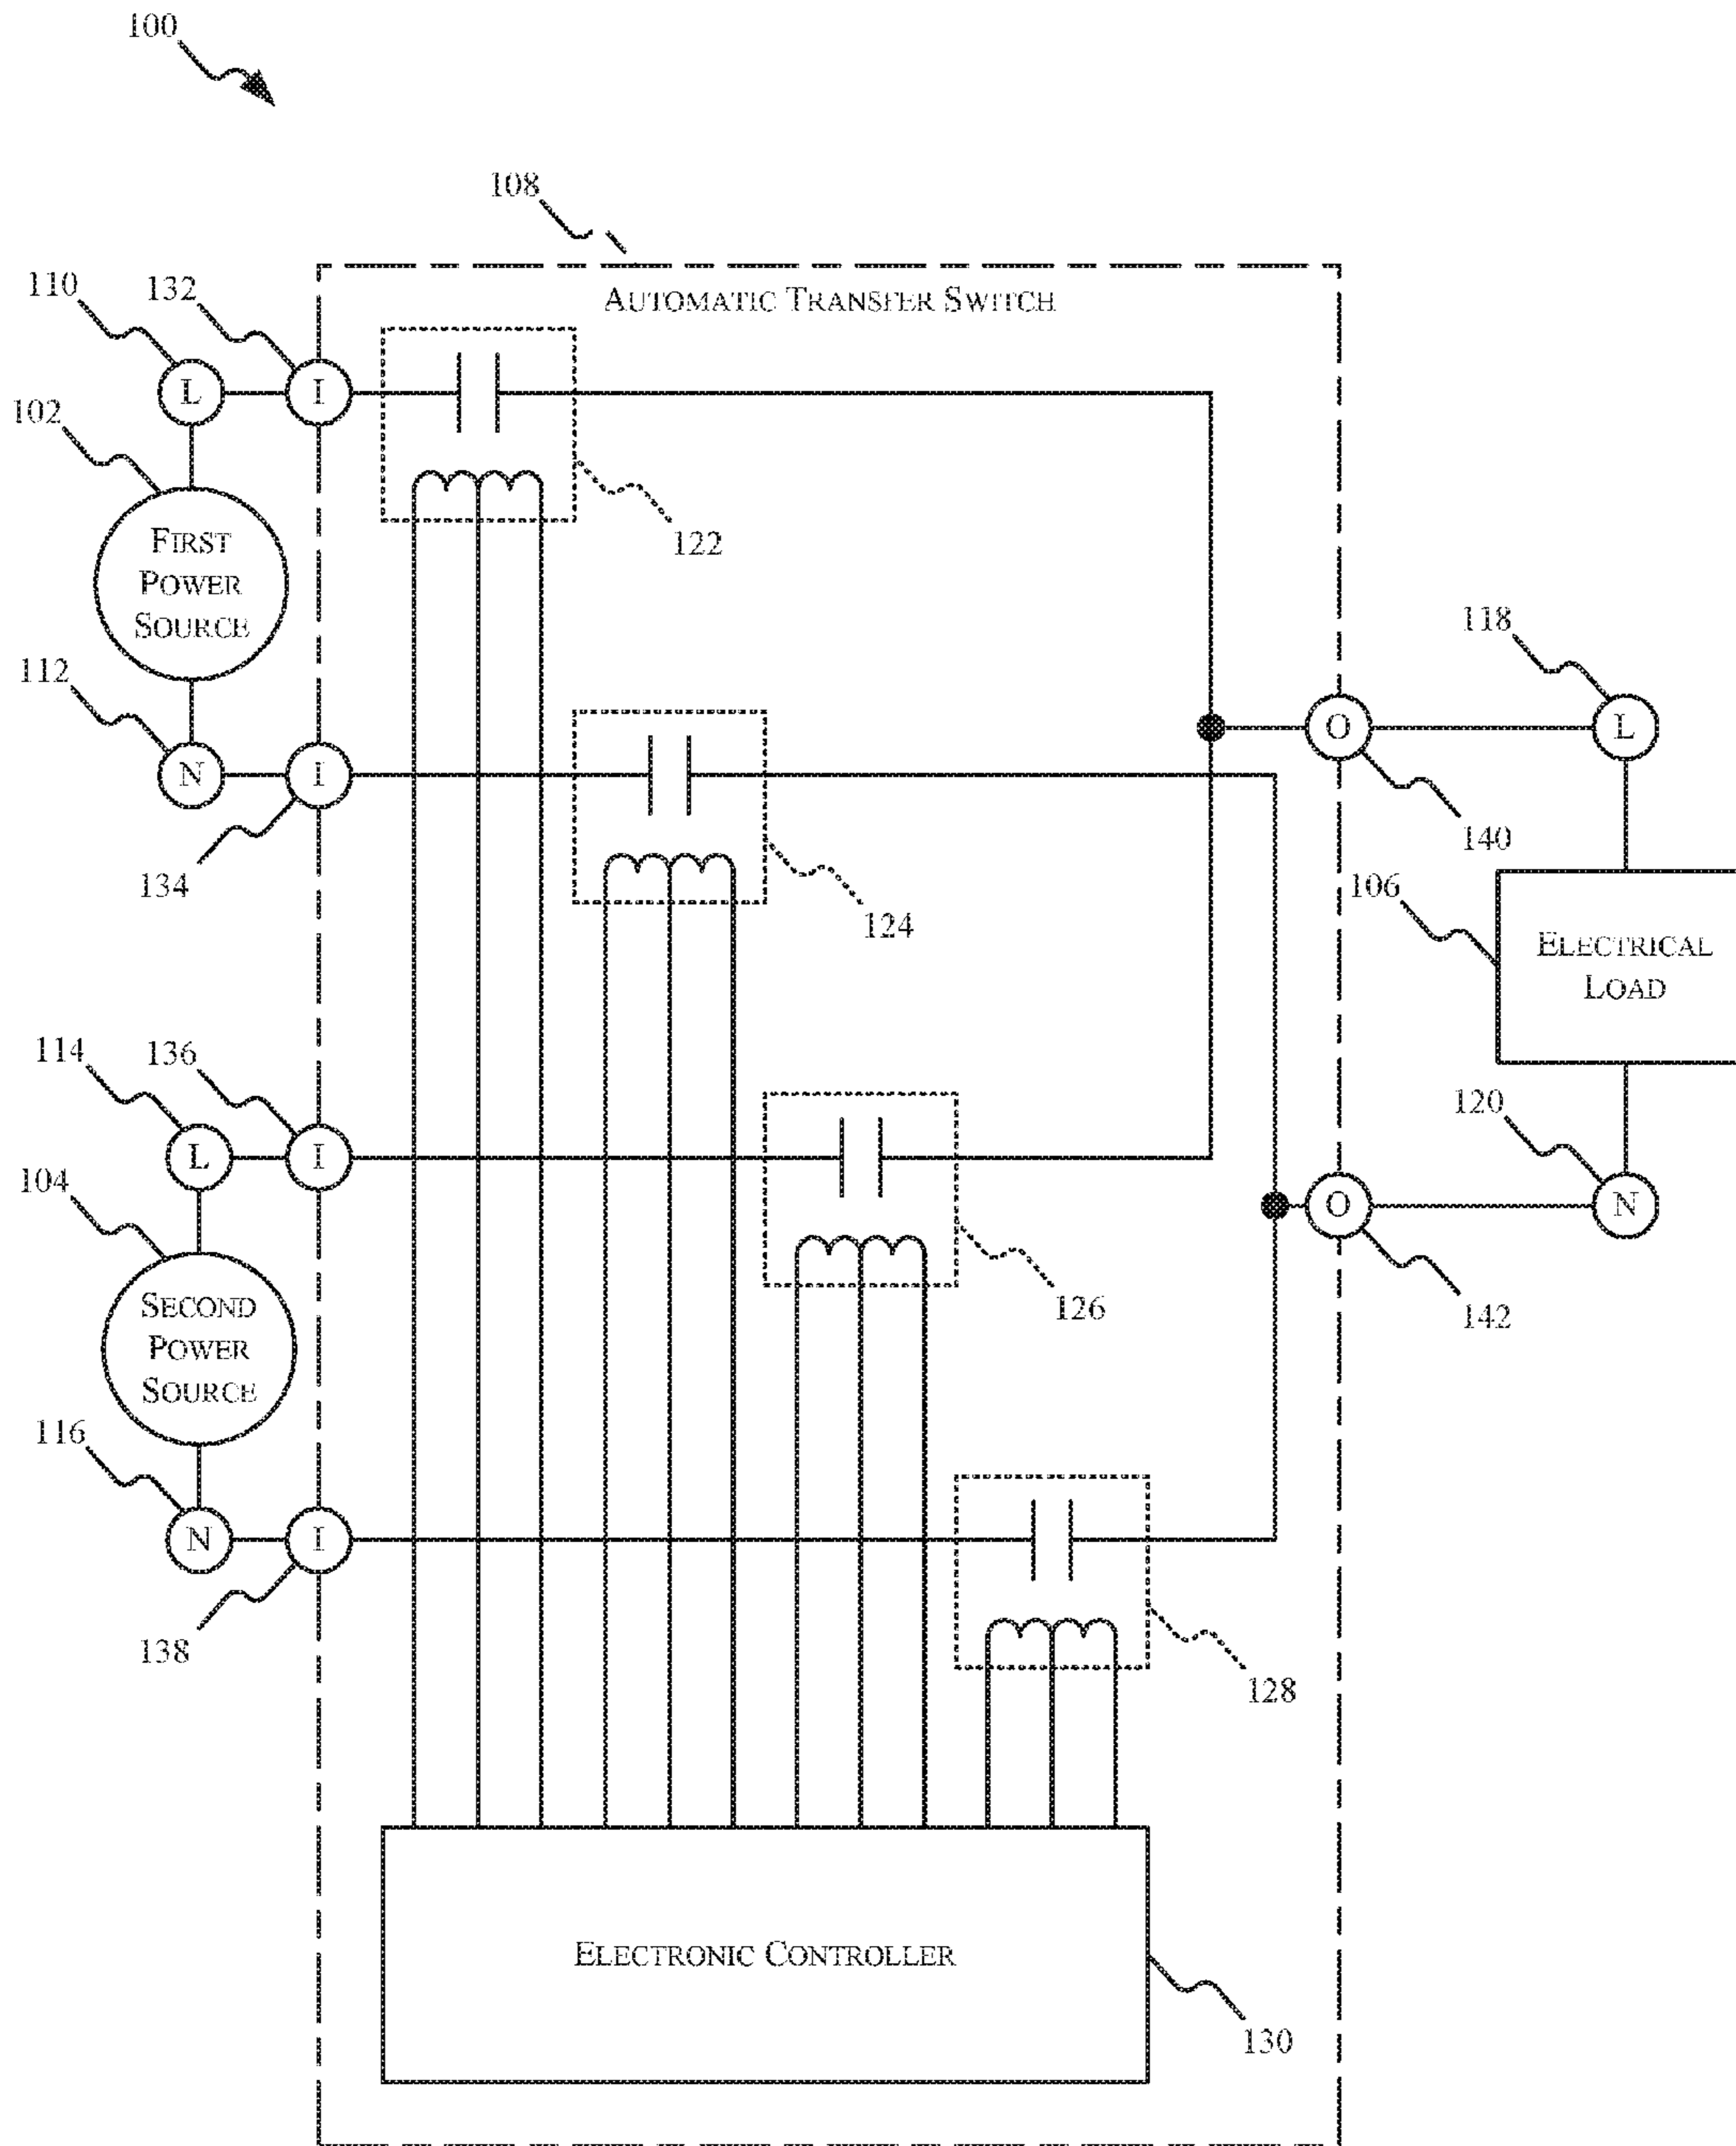 100
108
AUTOMATIC TRANSFER SWITCH
110
132
L
I
102
FIRST
POWER
SOURCE
122
112
N
I
134
124
118
O
L
140
106
ELECTRICAL
LOAD
114
136
L
I
120
O
N
142
104
SECOND
POWER
SOURCE
126
116
N
I
138
128
ELECTRONIC CONTROLLER
130